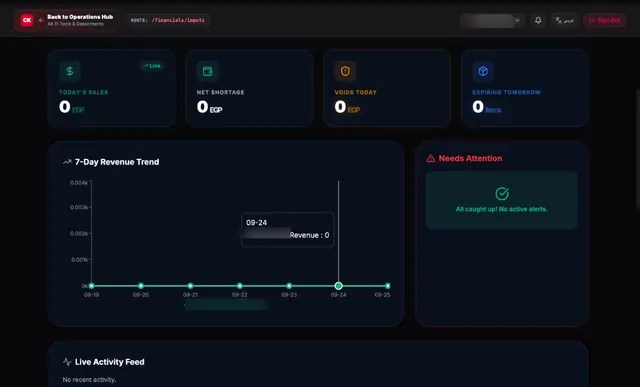 CK
← Back to Operations Hub
All 31 Tools & Departments
ROUTE: /financials/inputs
عربي
Sign Out
Live
TODAY'S SALES
0 EGP
NET SHORTAGE
0 EGP
VOIDS TODAY
0 EGP
EXPIRING TOMORROW
0 Items
7-Day Revenue Trend
0.004k
0.003k
0.002k
0.001k
0k
09-24
Revenue : 0
09-19
09-20
09-21
09-22
09-23
09-24
09-25
Needs Attention
All caught up! No active alerts.
Live Activity Feed
No recent activity.